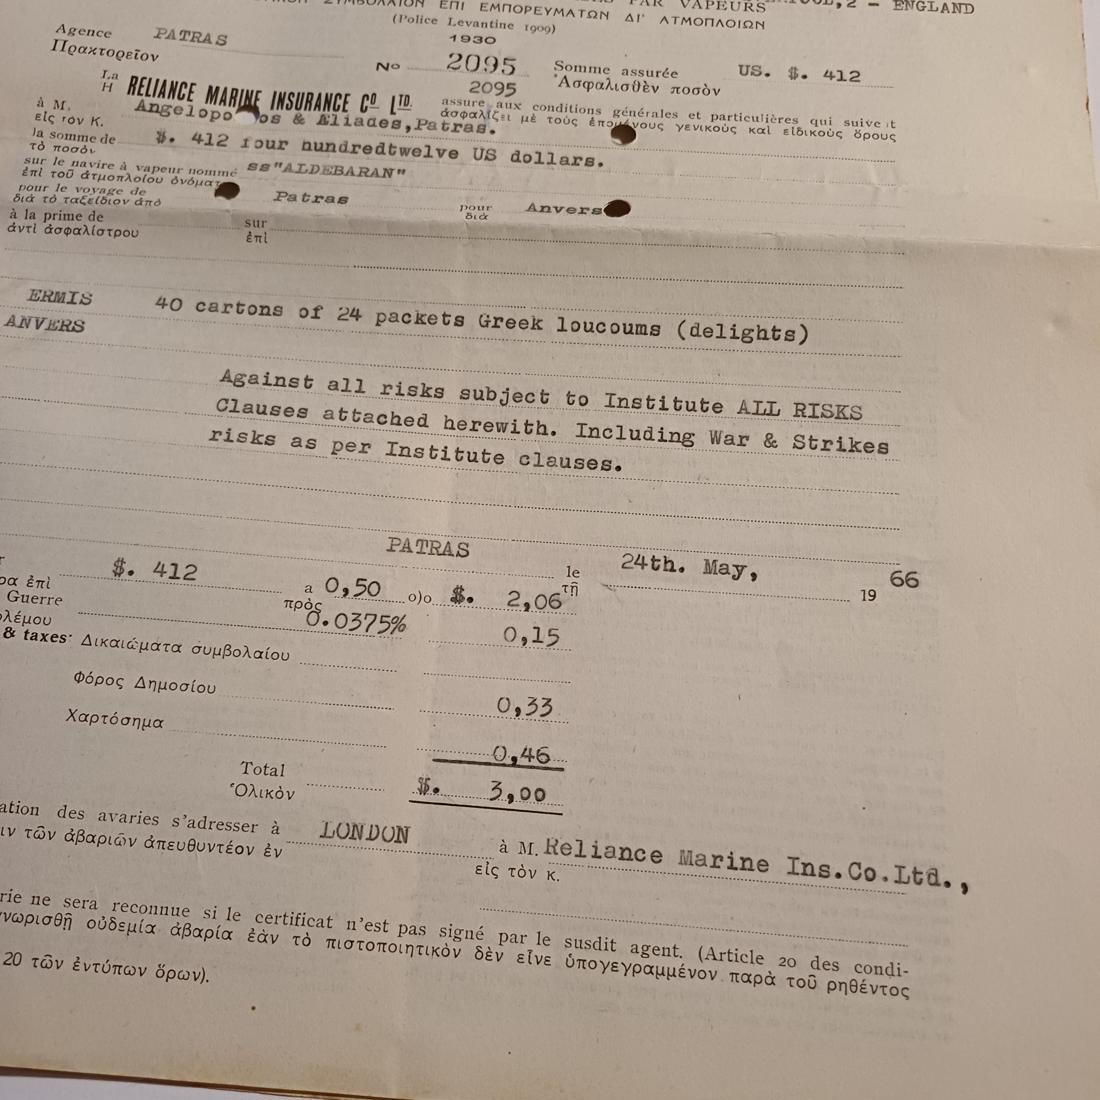 PAR VAPEURS
2 — ENGLAND
ΣΥΜΒΟΛΑΙΟΝ ΕΠΙ ΕΜΠΟΡΕΥΜΑΤΩΝ ΔΙ' ΑΤΜΟΠΛΟΙΩΝ
(Police Levantine 1909)
1930
Agence PATRAS
Πρακτορεῖον
No 2095
Somme assurée US. $. 412
Ἀσφαλισθὲν ποσὸν
2095
La
Η
RELIANCE MARINE INSURANCE Co LTD.
assure aux conditions générales et particulières qui suive t
ἀσφαλίζει μὲ τοὺς ἑπομένους γενικοὺς καὶ εἰδικοὺς ὅρους
à M. Angelopo os & Eliades,Patras.
εἰς τὸν Κ.
la somme de $. 412 four hundredtwelve US dollars.
τὸ ποσὸν
sur le navire à vapeur nommé ss"ALDEBARAN"
ἐπὶ τοῦ ἀτμοπλοίου ὀνόματ
pour le voyage de Patras pour Anvers
διὰ τὸ ταξείδιον ἀπὸ διὰ
à la prime de sur
ἀντὶ ἀσφαλίστρου ἐπὶ
ERMIS 40 cartons of 24 packets Greek loucoums (delights)
ANVERS
Against all risks subject to Institute ALL RISKS
Clauses attached herewith. Including War & Strikes
risks as per Institute clauses.
PATRAS le 24th. May, 19 66
τῇ
$. 412 a 0,50 o)o $. 2,06
ρα ἐπὶ πρὸς
Guerre 0.0375% 0,15
λέμου
& taxes· Δικαιώματα συμβολαίου
Φόρος Δημοσίου 0,33
Χαρτόσημα 0,46
Total $. 3,00
Ὁλικὸν
ation des avaries s'adresser à LONDON à M. Reliance Marine Ins.Co.Ltd.,
ιν τῶν ἀβαριῶν ἀπευθυντέον ἐν εἰς τὸν κ.
rie ne sera reconnue si le certificat n'est pas signé par le susdit agent. (Article 20 des condi-
νωρισθῇ οὐδεμία ἀβαρία ἐὰν τὸ πιστοποιητικὸν δὲν εἶνε ὑπογεγραμμένον παρὰ τοῦ ρηθέντος
20 τῶν ἐντύπων ὅρων).